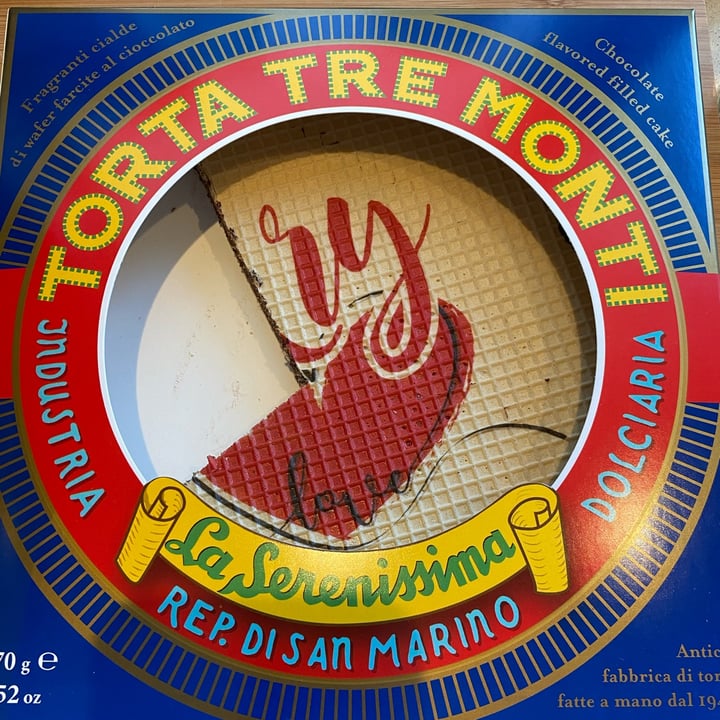 Fragranti cialde
di wafer farcite al cioccolato
Chocolate
flavored filled cake
TORTA TRE MONTI
INDUSTRIA
DOLCIARIA
ry
love
La Serenissima
REP. DI SAN MARINO
70 g e
52 oz
fabbrica di
fatte a mano dal